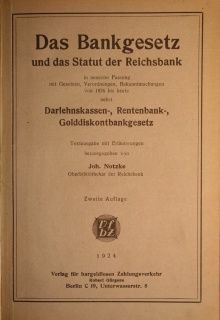 Das Bankgesetz
und das Statut der Reichsbank
in neuester Fassung
mit Gesetzen, Verordnungen, Bekanntmachungen
von 1876 bis heute
nebst
Darlehnskassen-, Rentenbank-,
Golddiskontbankgesetz
Textausgabe mit Erläuterungen
herausgegeben von
Joh. Notzke
Oberbibliothekar der Reichsbank
Zweite Auflage
1924
Verlag für bargeldlosen Zahlungsverkehr
Robert Gürgens
Berlin C 19, Unterwasserstr. 8